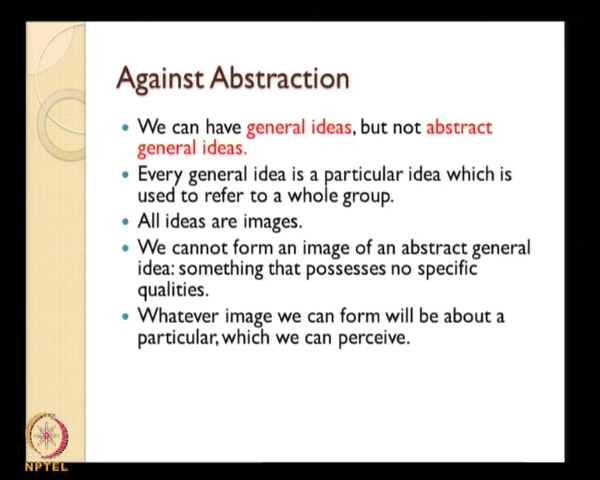 Against Abstraction
• We can have general ideas, but not abstract
general ideas.
• Every general idea is a particular idea which is
used to refer to a whole group.
• All ideas are images.
• We cannot form an image of an abstract general
idea: something that possesses no specific
qualities.
• Whatever image we can form will be about a
particular, which we can perceive.
NPTEL